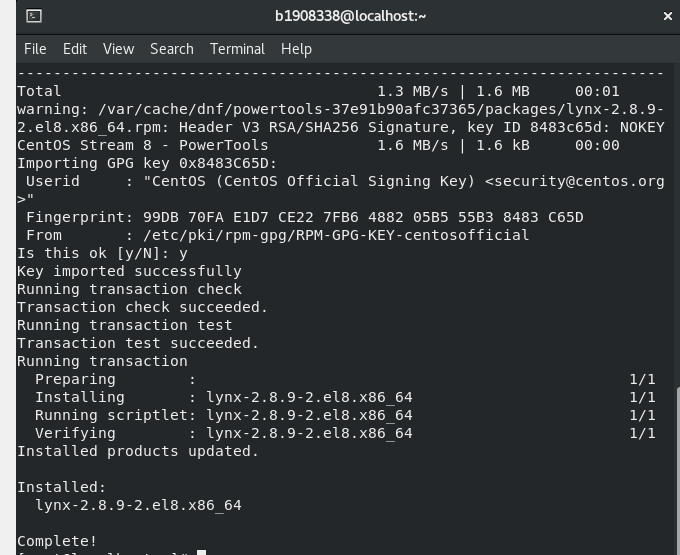 b1908338@localhost:~
File Edit View Search Terminal Help
------------------------------------------------------------------------
Total 1.3 MB/s | 1.6 MB 00:01
warning: /var/cache/dnf/powertools-37e91b90afc37365/packages/lynx-2.8.9-
2.el8.x86_64.rpm: Header V3 RSA/SHA256 Signature, key ID 8483c65d: NOKEY
CentOS Stream 8 - PowerTools 1.6 MB/s | 1.6 kB 00:00
Importing GPG key 0x8483C65D:
Userid : "CentOS (CentOS Official Signing Key) <security@centos.org
>"
Fingerprint: 99DB 70FA E1D7 CE22 7FB6 4882 05B5 55B3 8483 C65D
From : /etc/pki/rpm-gpg/RPM-GPG-KEY-centosofficial
Is this ok [y/N]: y
Key imported successfully
Running transaction check
Transaction check succeeded.
Running transaction test
Transaction test succeeded.
Running transaction
Preparing : 1/1
Installing : lynx-2.8.9-2.el8.x86_64 1/1
Running scriptlet: lynx-2.8.9-2.el8.x86_64 1/1
Verifying : lynx-2.8.9-2.el8.x86_64 1/1
Installed products updated.
Installed:
lynx-2.8.9-2.el8.x86_64
Complete!